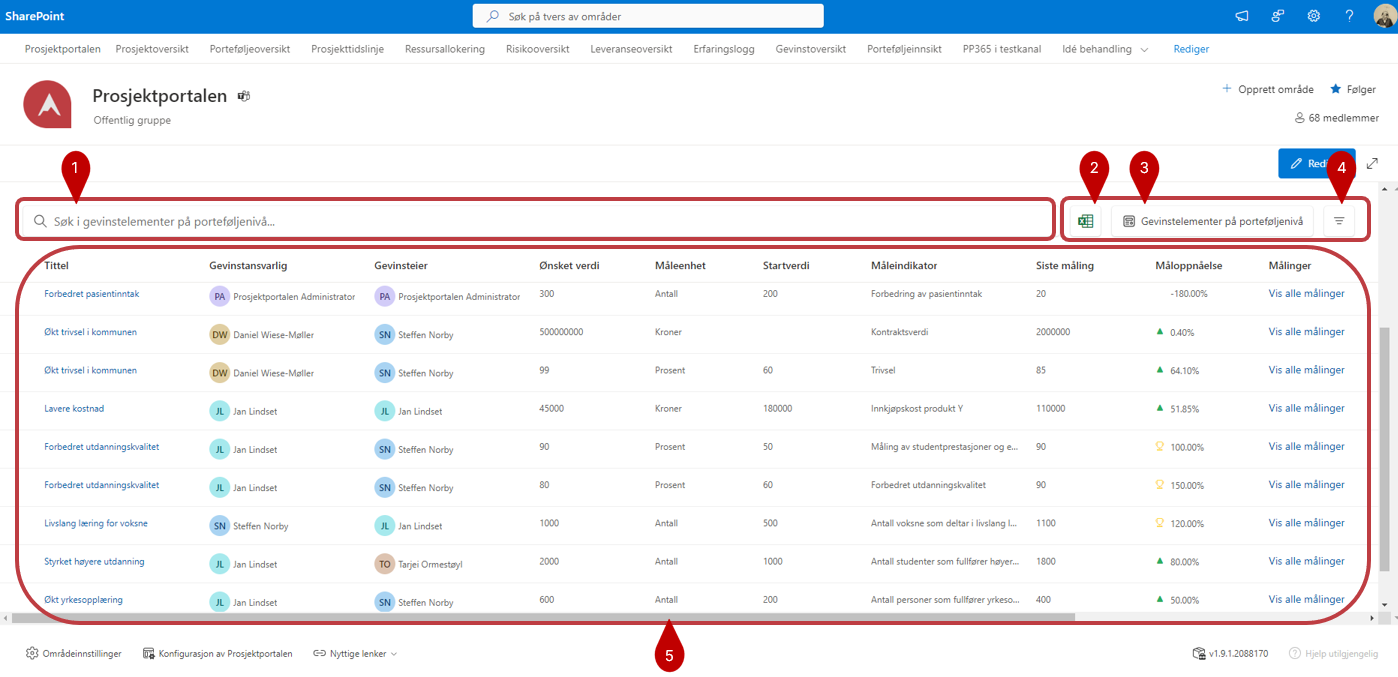 SharePoint
Søk på tvers av områder
?
Prosjektportalen Prosjektoversikt Porteføljeoversikt Prosjekttidslinje Ressursallokering Risikooversikt Leveranseoversikt Erfaringslogg Gevinstoversikt Porteføljeinnsikt PP365 i testkanal Idé behandling Rediger
Prosjektportalen
Offentlig gruppe
Opprett område Følger
68 medlemmer
1 2 3 4
Søk i gevinstelementer på porteføljenivå...
Gevinstelementer på porteføljenivå
Tittel Gevinstansvarlig Gevinsteier Ønsket verdi Måleenhet Startverdi Måleindikator Siste måling Måloppnåelse Målinger
Forbedret pasientinntak PA Prosjektportalen Administrator PA Prosjektportalen Administrator 300 Antall 200 Forbedring av pasientinntak 20 -180.00% Vis alle målinger
Økt trivsel i kommunen DW Daniel Wiese-Møller SN Steffen Norby 500000000 Kroner Kontraktsverdi 2000000 0.40% Vis alle målinger
Økt trivsel i kommunen DW Daniel Wiese-Møller SN Steffen Norby 99 Prosent 60 Trivsel 85 64.10% Vis alle målinger
Lavere kostnad JL Jan Lindset JL Jan Lindset 45000 Kroner 180000 Innkjøpskost produkt Y 110000 51.85% Vis alle målinger
Forbedret utdanningskvalitet JL Jan Lindset SN Steffen Norby 90 Prosent 50 Måling av studentprestasjoner og e... 90 100.00% Vis alle målinger
Forbedret utdanningskvalitet JL Jan Lindset SN Steffen Norby 80 Prosent 60 Forbedret utdanningskvalitet 90 150.00% Vis alle målinger
Livslang læring for voksne SN Steffen Norby JL Jan Lindset 1000 Antall 500 Antall voksne som deltar i livslang l... 1100 120.00% Vis alle målinger
Styrket høyere utdanning JL Jan Lindset TO Tarjei Ormestøyl 2000 Antall 1000 Antall studenter som fullfører høyer... 1800 80.00% Vis alle målinger
Økt yrkesopplæring JL Jan Lindset SN Steffen Norby 600 Antall 200 Antall personer som fullfører yrkeso... 400 50.00% Vis alle målinger
5
Områdeinnstillinger Konfigurasjon av Prosjektportalen Nyttige lenker v1.9.1.2088170 Hjelp utilgjengelig